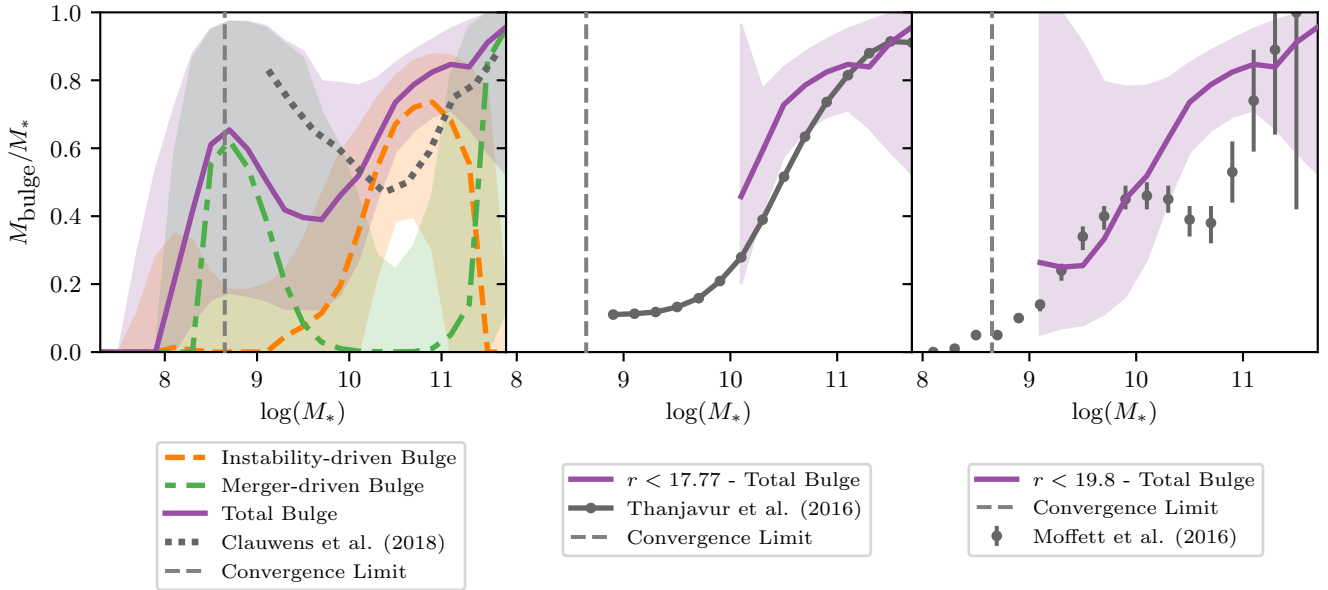 1.0
0.8
0.6
0.4
0.2
0.0
M_bulge/M_*
8 9 10 11
8 9 10 11
8 9 10 11
log(M_*) log(M_*) log(M_*)
Instability-driven Bulge
Merger-driven Bulge
Total Bulge
Clauwens et al. (2018)
Convergence Limit
r < 17.77 - Total Bulge
Thanjavur et al. (2016)
Convergence Limit
r < 19.8 - Total Bulge
Convergence Limit
Moffett et al. (2016)